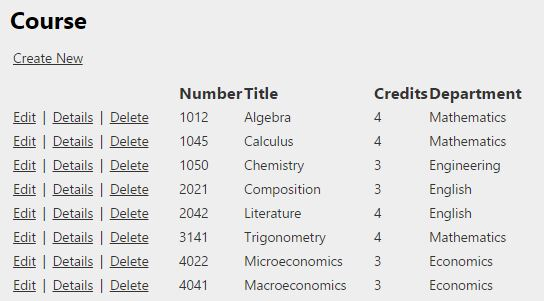 Course
Create New
Number Title Credits Department
Edit | Details | Delete 1012 Algebra 4 Mathematics
Edit | Details | Delete 1045 Calculus 4 Mathematics
Edit | Details | Delete 1050 Chemistry 3 Engineering
Edit | Details | Delete 2021 Composition 3 English
Edit | Details | Delete 2042 Literature 4 English
Edit | Details | Delete 3141 Trigonometry 4 Mathematics
Edit | Details | Delete 4022 Microeconomics 3 Economics
Edit | Details | Delete 4041 Macroeconomics 3 Economics